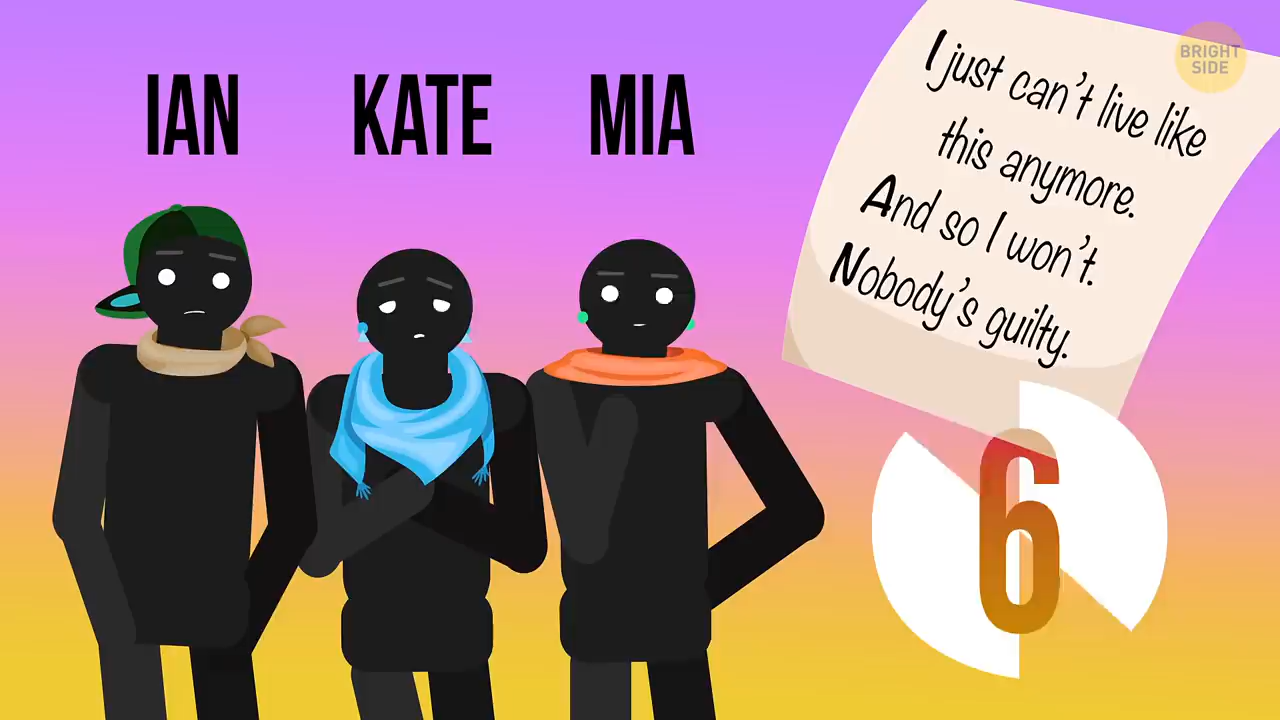 IAN KATE MIA
BRIGHT
SIDE
I just can't live like
this anymore.
And so I won't.
Nobody's guilty.
6